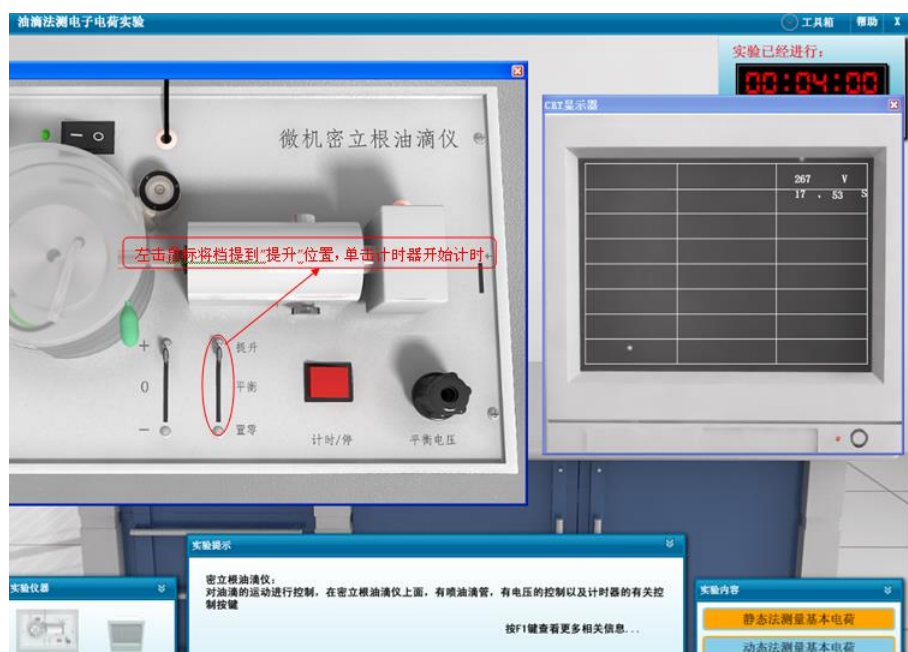 油滴法测电子电荷实验
工具箱 帮助 X
实验已经进行：
00:04:00
CRT显示器
微机密立根油滴仪
267 V
17 . 53 S
左击鼠标将档提到"提升"位置，单击计时器开始计时
+
提升
0
平衡
－
置零
计时/停
平衡电压
实验提示
密立根油滴仪：
对油滴的运动进行控制，在密立根油滴仪上面，有喷油滴管，有电压的控制以及计时器的有关控
制按键
按F1键查看更多相关信息...
实验仪器
实验内容
静态法测量基本电荷
动态法测量基本电荷